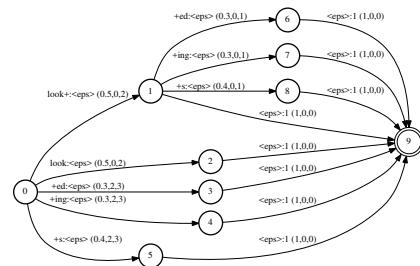 +ed:<eps> (0.3,0,1)
6
<eps>:1 (1,0,0)
+ing:<eps> (0.3,0,1)
7
<eps>:1 (1,0,0)
look+:<eps> (0.5,0,2)
1
+s:<eps> (0.4,0,1)
8
<eps>:1 (1,0,0)
<eps>:1 (1,0,0)
9
look:<eps> (0.5,0,2)
2
<eps>:1 (1,0,0)
0
+ed:<eps> (0.3,2,3)
3
<eps>:1 (1,0,0)
+ing:<eps> (0.3,2,3)
4
<eps>:1 (1,0,0)
+s:<eps> (0.4,2,3)
5
<eps>:1 (1,0,0)